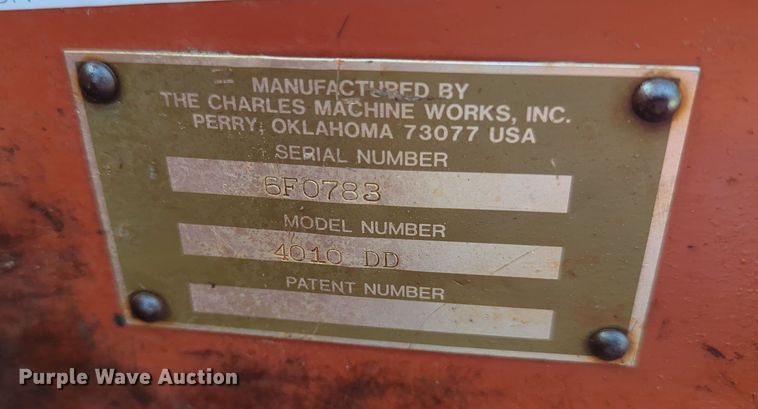 MANUFACTURED BY
THE CHARLES MACHINE WORKS, INC.
PERRY, OKLAHOMA 73077 USA
SERIAL NUMBER
6F0783
MODEL NUMBER
4010 DD
PATENT NUMBER
Purple Wave Auction